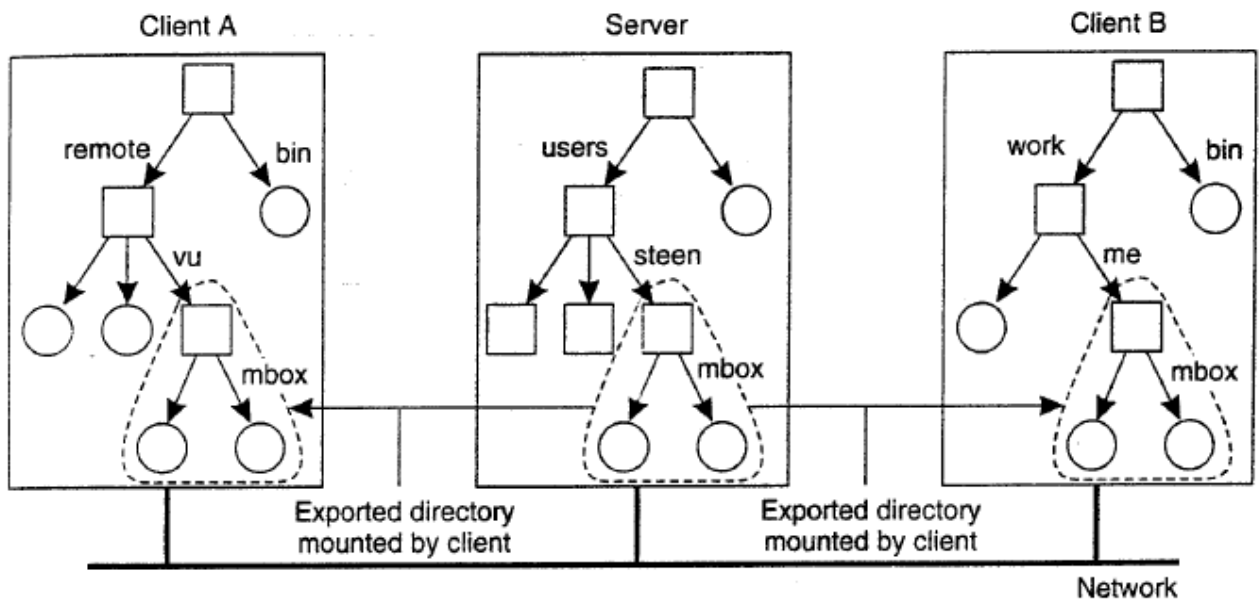 Client A
Server
Client B
remote
bin
users
work
bin
vu
steen
me
mbox
mbox
mbox
Exported directory
mounted by client
Exported directory
mounted by client
Network